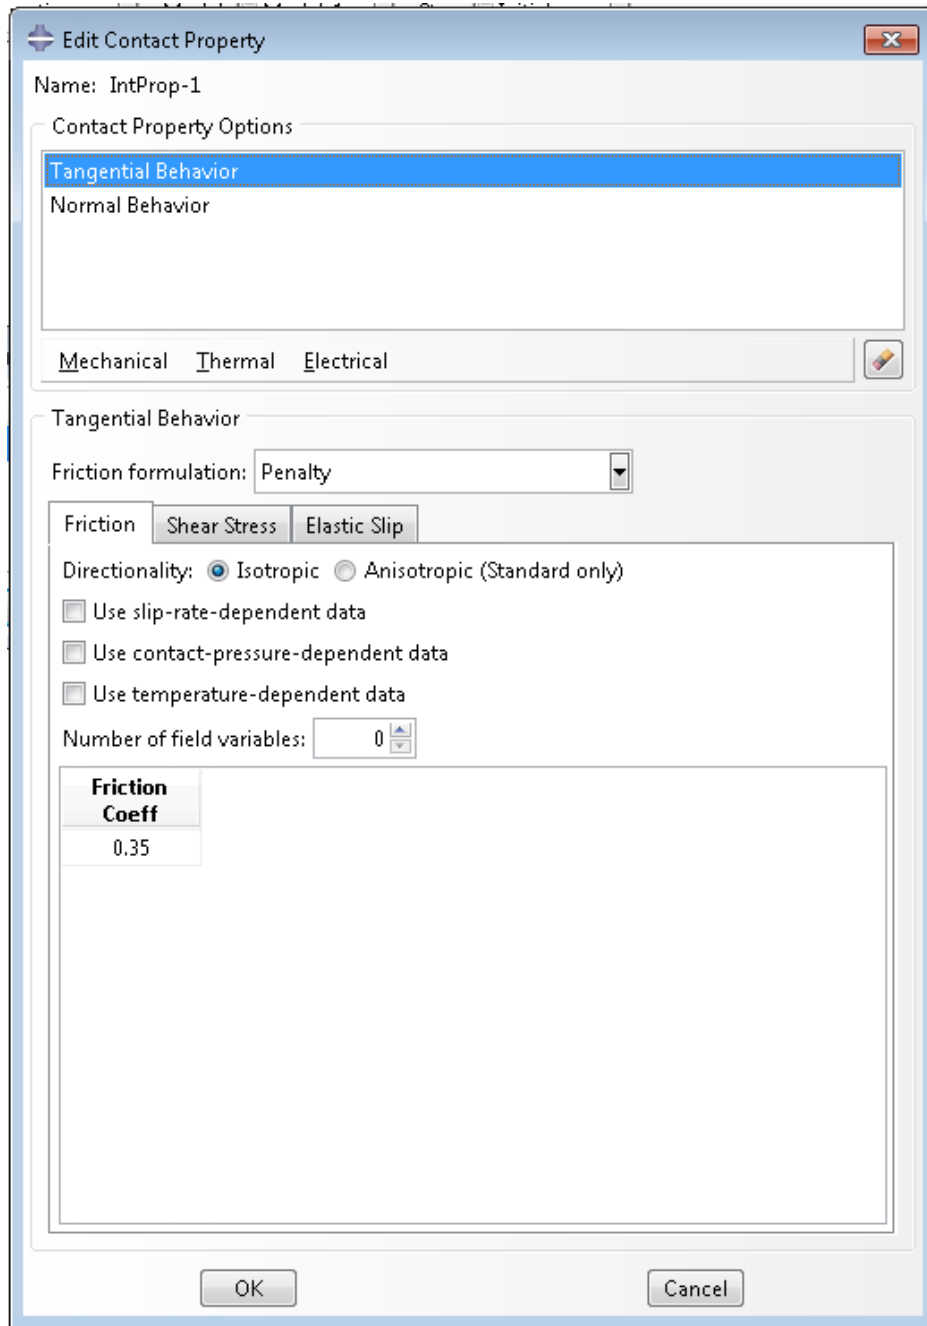 Edit Contact Property
Name: IntProp-1
Contact Property Options
Tangential Behavior
Normal Behavior
Mechanical Thermal Electrical
Tangential Behavior
Friction formulation: Penalty
Friction Shear Stress Elastic Slip
Directionality: Isotropic Anisotropic (Standard only)
Use slip-rate-dependent data
Use contact-pressure-dependent data
Use temperature-dependent data
Number of field variables: 0
Friction
Coeff
0.35
OK Cancel